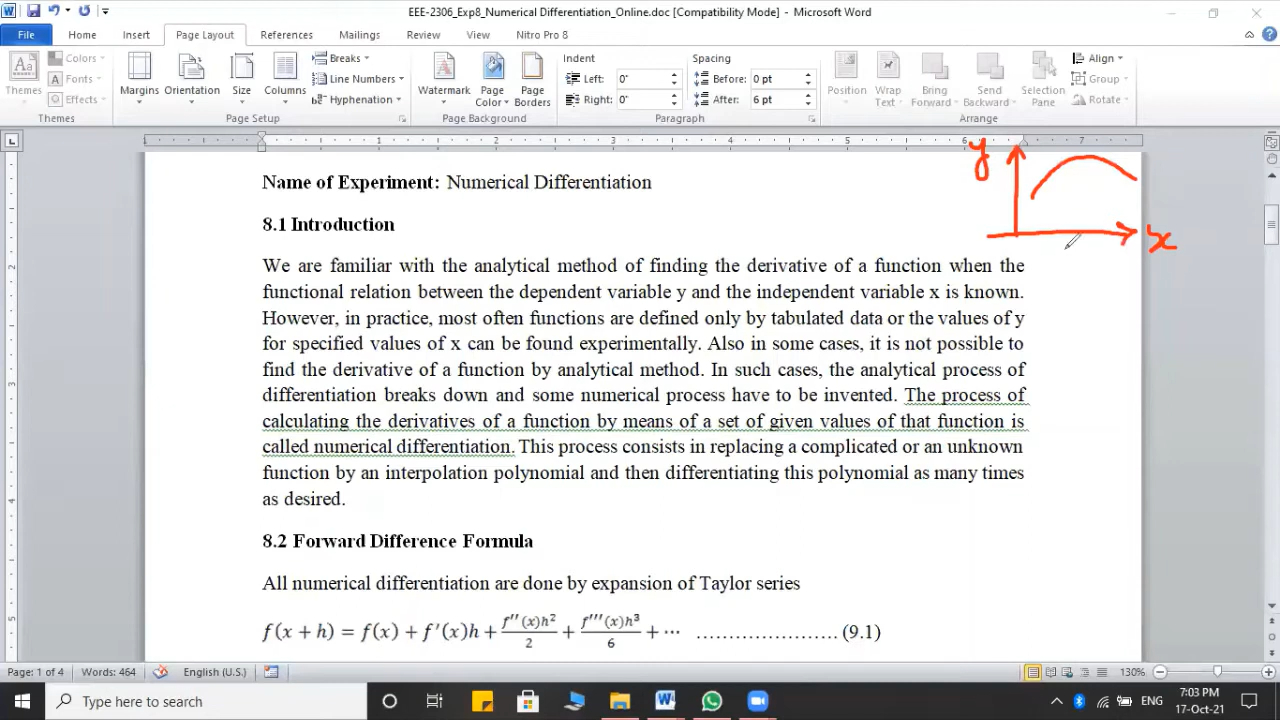 EEE-2306_Exp8_Numerical Differentiation_Online.doc [Compatibility Mode] - Microsoft Word
File Home Insert Page Layout References Mailings Review View Nitro Pro 8
Themes
Colors
Fonts
Effects
Themes
Margins
Orientation
Size
Columns
Breaks
Line Numbers
Hyphenation
Page Setup
Watermark
Page Color
Page Borders
Page Background
Indent
Left: 0"
Right: 0"
Spacing
Before: 0 pt
After: 6 pt
Paragraph
Position
Wrap Text
Bring Forward
Send Backward
Selection Pane
Align
Group
Rotate
Arrange
1 1 2 3 4 5 6 7
y
x
Name of Experiment: Numerical Differentiation
8.1 Introduction
We are familiar with the analytical method of finding the derivative of a function when the
functional relation between the dependent variable y and the independent variable x is known.
However, in practice, most often functions are defined only by tabulated data or the values of y
for specified values of x can be found experimentally. Also in some cases, it is not possible to
find the derivative of a function by analytical method. In such cases, the analytical process of
differentiation breaks down and some numerical process have to be invented. The process of
calculating the derivatives of a function by means of a set of given values of that function is
called numerical differentiation. This process consists in replacing a complicated or an unknown
function by an interpolation polynomial and then differentiating this polynomial as many times
as desired.
8.2 Forward Difference Formula
All numerical differentiation are done by expansion of Taylor series
f(x + h) = f(x) + f'(x)h + f''(x)h²/2 + f'''(x)h³/6 + ⋯ …………………. (9.1)
2
3
4
5
Page: 1 of 4 Words: 464 English (U.S.) 130%
Type here to search
ENG
7:03 PM
17-Oct-21